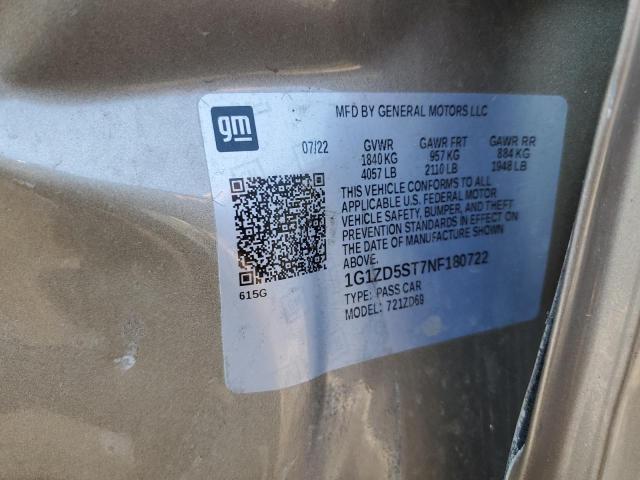 gm
MFD BY GENERAL MOTORS LLC
07/22 GVWR GAWR FRT GAWR RR
1840 KG 957 KG 884 KG
4057 LB 2110 LB 1948 LB
THIS VEHICLE CONFORMS TO ALL
APPLICABLE U.S. FEDERAL MOTOR
VEHICLE SAFETY, BUMPER, AND THEFT
PREVENTION STANDARDS IN EFFECT ON
THE DATE OF MANUFACTURE SHOWN
ABOVE.
1G1ZD5ST7NF180722
TYPE: PASS CAR
MODEL: 721ZD69
615G